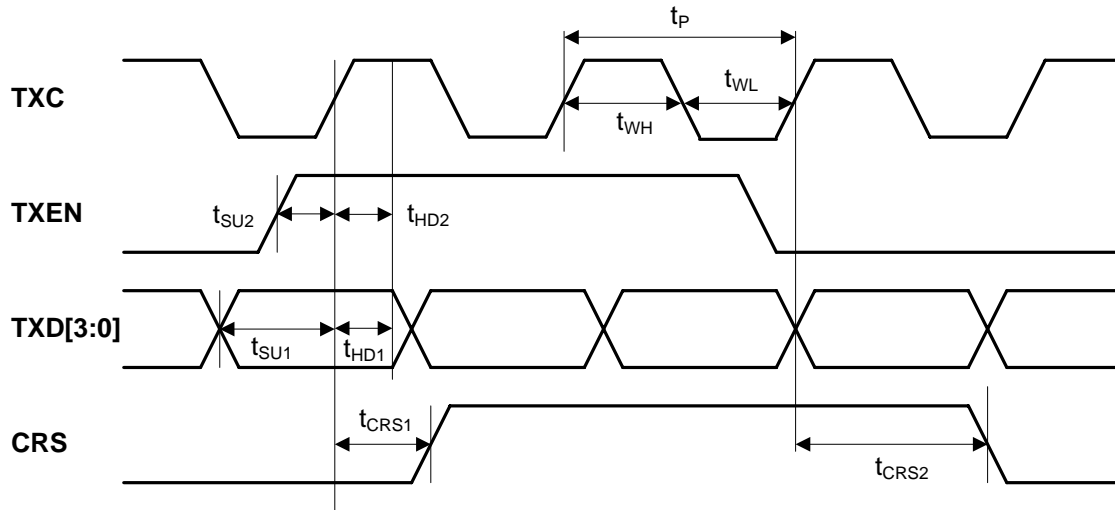 tP
TXC
tWL
tWH
TXEN
tSU2
tHD2
TXD[3:0]
tSU1
tHD1
tCRS1
CRS
tCRS2